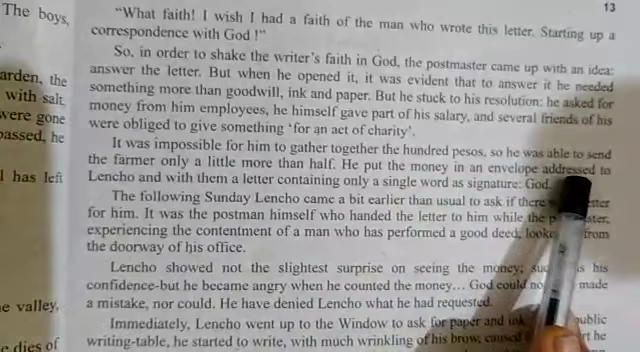 13
The boys,
arden, the
with salt
were gone
passed, he
I has left
e valley,
e dies of
“What faith! I wish I had a faith of the man who wrote this letter. Starting up a
correspondence with God !”
So, in order to shake the writer’s faith in God, the postmaster came up with an idea:
answer the letter. But when he opened it, it was evident that to answer it he needed
something more than goodwill, ink and paper. But he stuck to his resolution: he asked for
money from him employees, he himself gave part of his salary, and several friends of his
were obliged to give something ‘for an act of charity’.
It was impossible for him to gather together the hundred pesos, so he was able to send
the farmer only a little more than half. He put the money in an envelope addressed to
Lencho and with them a letter containing only a single word as signature: God.
The following Sunday Lencho came a bit earlier than usual to ask if there
for him. It was the postman himself who handed the letter to him while the
experiencing the contentment of a man who has performed a good deed, from
the doorway of his office.
Lencho showed not the slightest surprise on seeing the money; his
confidence-but he became angry when he counted the money... God could made
a mistake, nor could. He have denied Lencho what he had requested.
Immediately, Lencho went up to the Window to ask for paper and
writing-table, he started to write, with much wrinkling of his brow, he